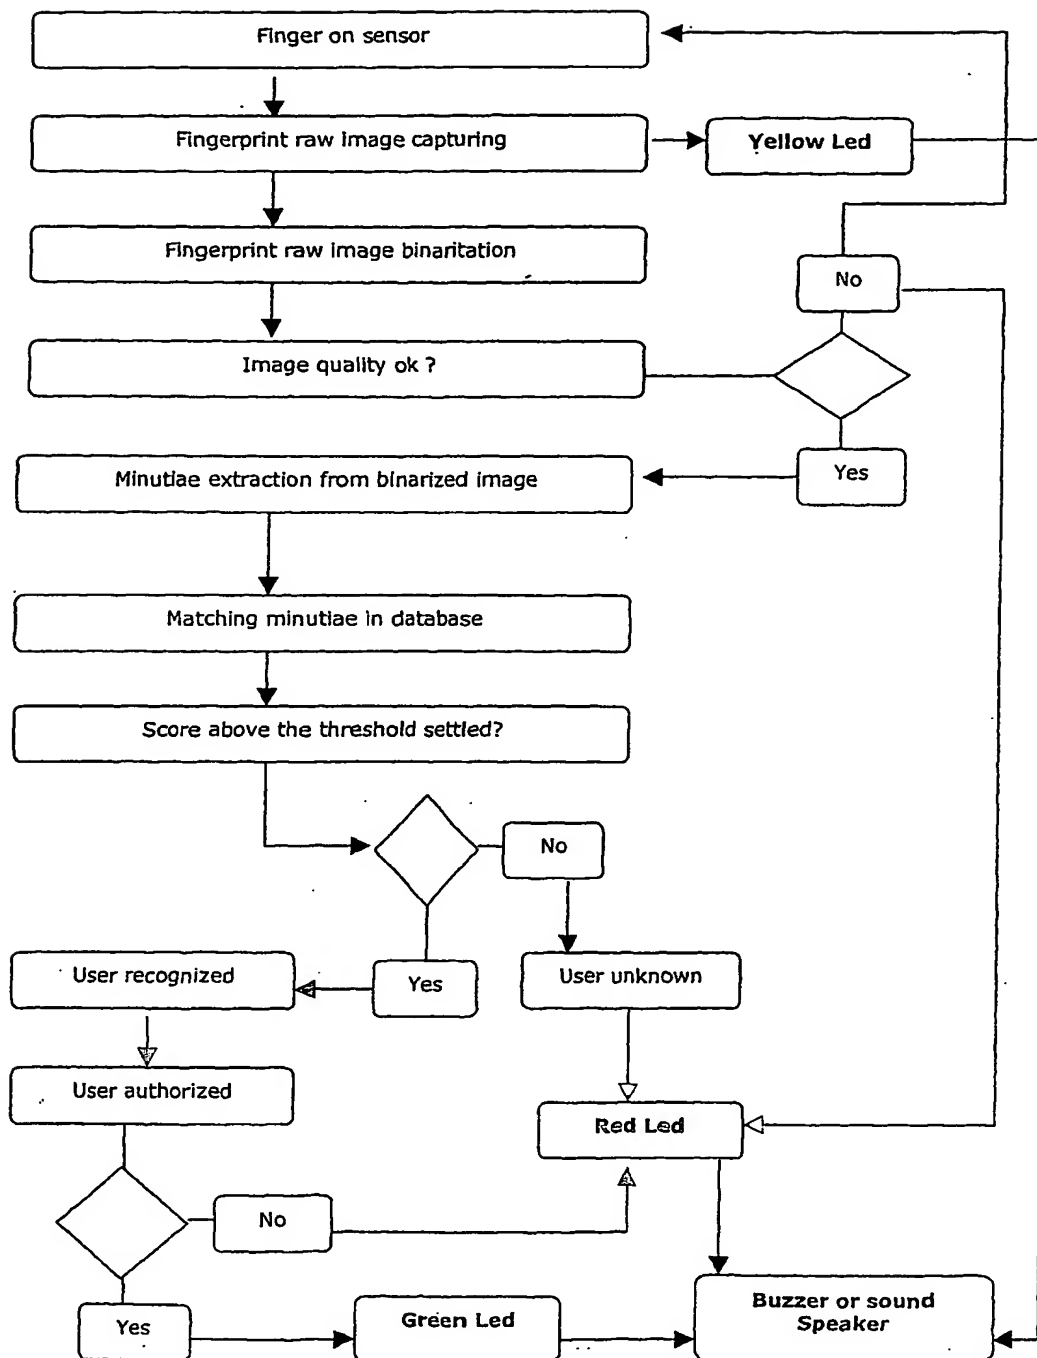 Finger on sensor
Fingerprint raw image capturing
Yellow Led
Fingerprint raw image binaritation
No
Image quality ok ?
Yes
Minutiae extraction from binarized image
Matching minutiae in database
Score above the threshold settled?
No
Yes
User recognized
User unknown
User authorized
Red Led
No
Yes
Green Led
Buzzer or sound
Speaker